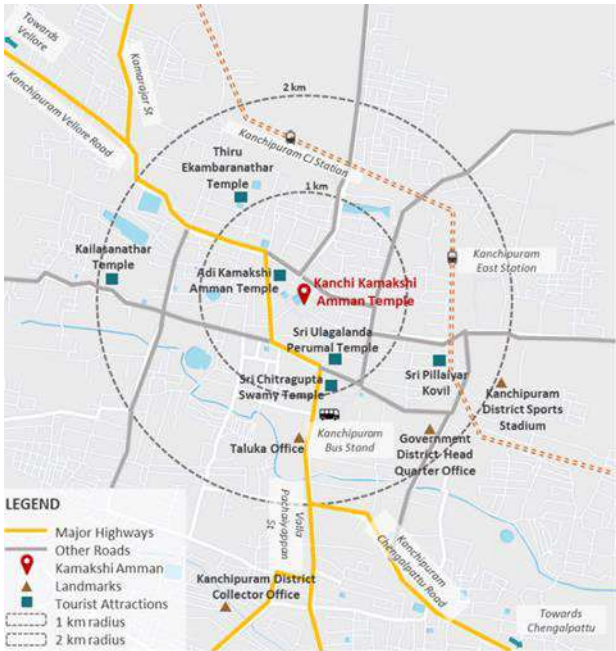 Towards
Vellore
Kamarajar St
Kanchipuram Vellore Road
2 km
Kanchipuram CJ Station
Thiru
Ekambaranathar
Temple
1 km
Kailasanathar
Temple
Adi Kamakshi
Amman Temple
Kanchi Kamakshi
Amman Temple
Kanchipuram
East Station
Sri Ulagalanda
Perumal Temple
Sri Chitragupta
Swamy Temple
Sri Pillaiyar
Kovil
Kanchipuram
District Sports
Stadium
Taluka Office
Kanchipuram
Bus Stand
Government
District Head
Quarter Office
Valla
Pachaiyappan
St
Kanchipuram
Chengalpattu Road
Kanchipuram District
Collector Office
Towards
Chengalpattu
LEGEND
Major Highways
Other Roads
Kamakshi Amman
Landmarks
Tourist Attractions
1 km radius
2 km radius